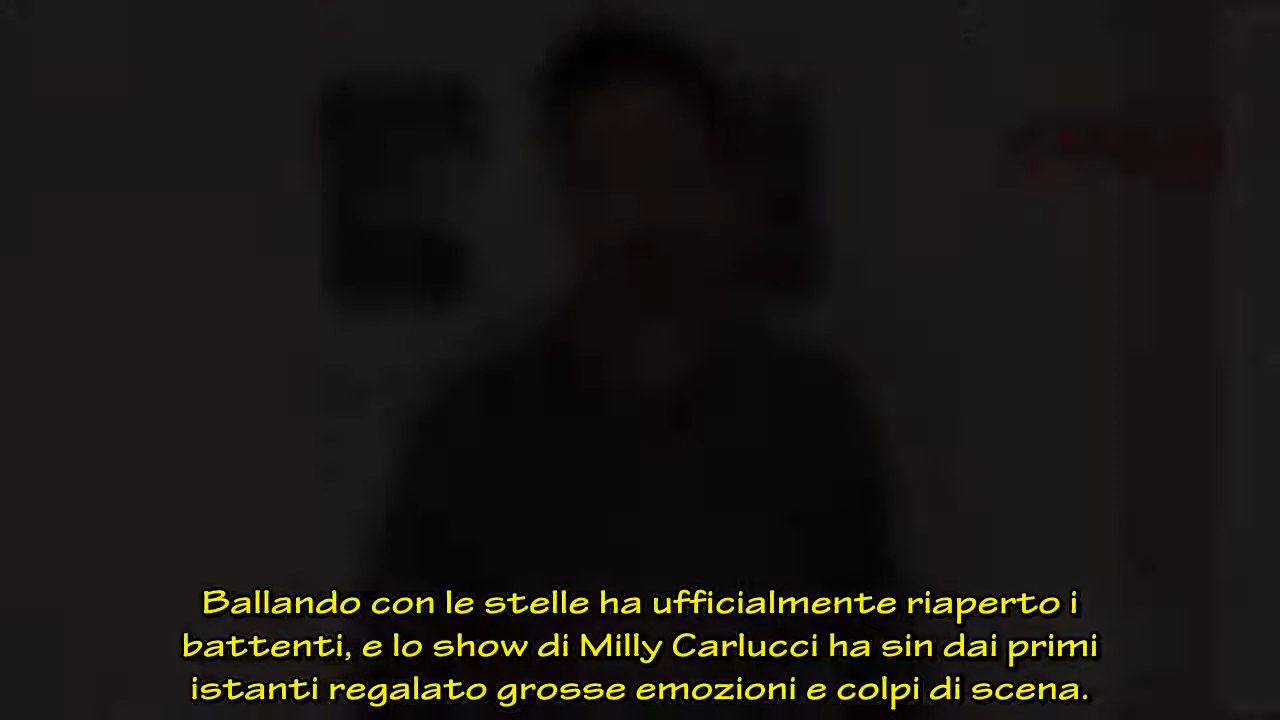 Ballando con le stelle ha ufficialmente riaperto i
battenti, e lo show di Milly Carlucci ha sin dai primi
istanti regalato grosse emozioni e colpi di scena.